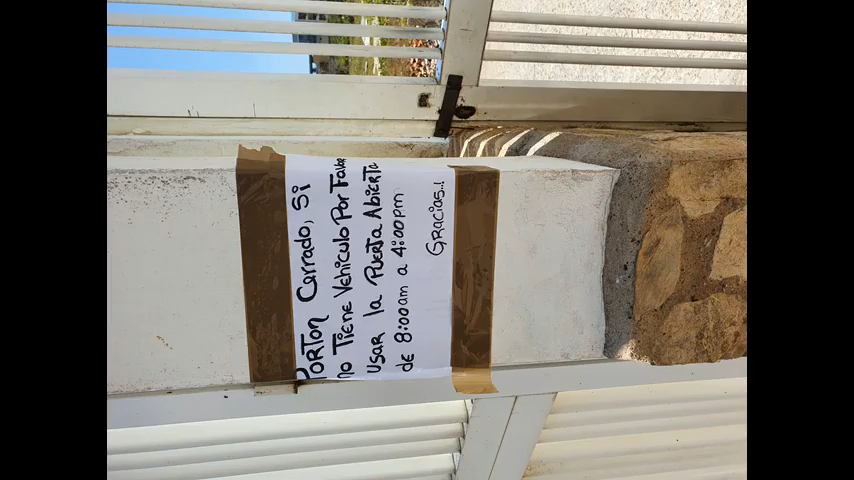 PORTON Cerrado, Si
no Tiene Vehiculo Por Favor
usar la Puerta Abierta
de 8:00am a 4:00pm
Gracias..!